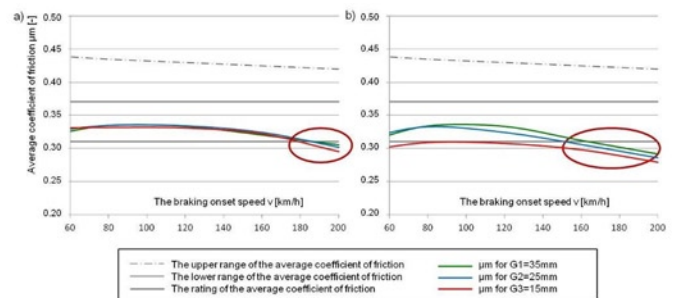 a)
b)
Average coefficient of friction µm [-]
0.50
0.45
0.40
0.35
0.30
0.25
0.20
The braking onset speed v [km/h]
60 80 100 120 140 160 180 200
0.50
0.45
0.40
0.35
0.30
0.25
0.20
The braking onset speed v [km/h]
60 80 100 120 140 160 180 200
The upper range of the average coefficient of friction
The lower range of the average coefficient of friction
The rating of the average coefficient of friction
µm for G1=35mm
µm for G2=25mm
µm for G3=15mm